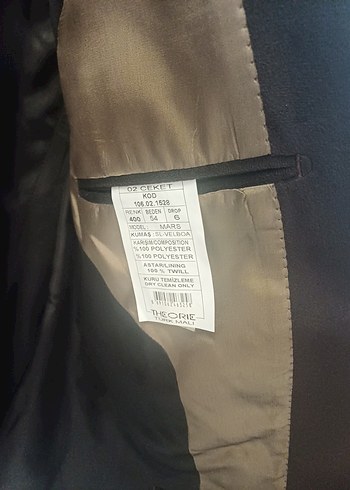 02 CEKET
KOD
106.02.1528
RENK BEDEN DROP
400 54 6
MODEL MARS
KUMAŞ SL-VELBOA
KARIŞIM/COMPOSITION
%100 POLYESTER
%100 POLYESTER
ASTAR/LINING
100 % TWILL
KURU TEMİZLEME
DRY CLEAN ONLY
THEORIE
TÜRK MALI